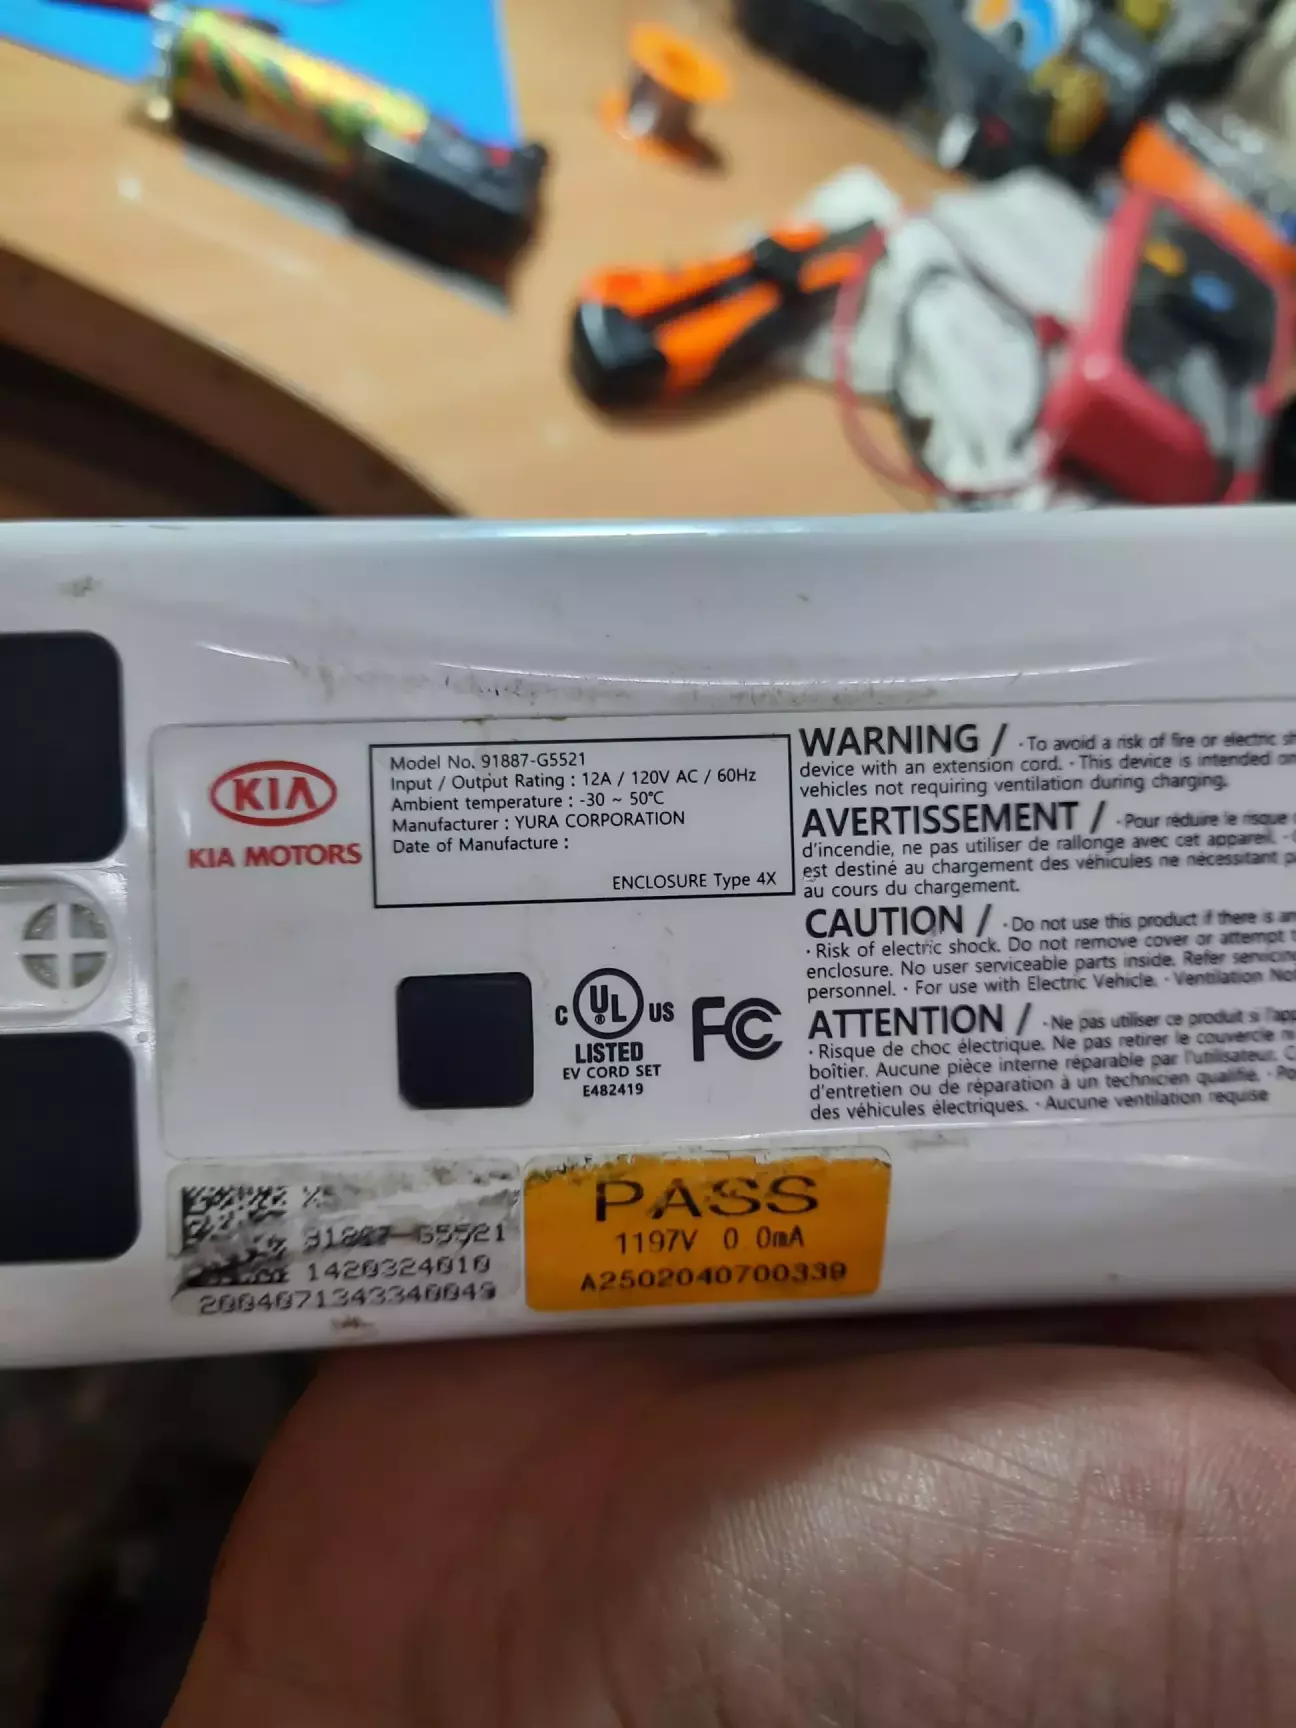 KIA
KIA MOTORS
Model No. 91887-G5521
Input / Output Rating : 12A / 120V AC / 60Hz
Ambient temperature : -30 ~ 50°C
Manufacturer : YURA CORPORATION
Date of Manufacture :
ENCLOSURE Type 4X
WARNING / · To avoid a risk of fire or electric
device with an extension cord. · This device is intended
vehicles not requiring ventilation during charging.
AVERTISSEMENT / · Pour réduire le risque
d'incendie, ne pas utiliser de rallonge avec cet appareil. ·
est destiné au chargement des véhicules ne nécessitant
au cours du chargement.
CAUTION / · Do not use this product if there is
· Risk of electric shock. Do not remove cover or attempt
enclosure. No user serviceable parts inside. Refer
personnel. · For use with Electric Vehicle. · Ventilation
ATTENTION / · Ne pas utiliser ce produit si
· Risque de choc électrique. Ne pas retirer le couvercle
boîtier. Aucune pièce interne réparable par l'utilisateur.
d'entretien ou de réparation à un technicien qualifié. ·
des véhicules électriques. · Aucune ventilation requise
C UL ® US
LISTED
EV CORD SET
E482419
FC
91887-G5521
1420324010
2004071343340049
PASS
1197V 0 0mA
A2502040700339